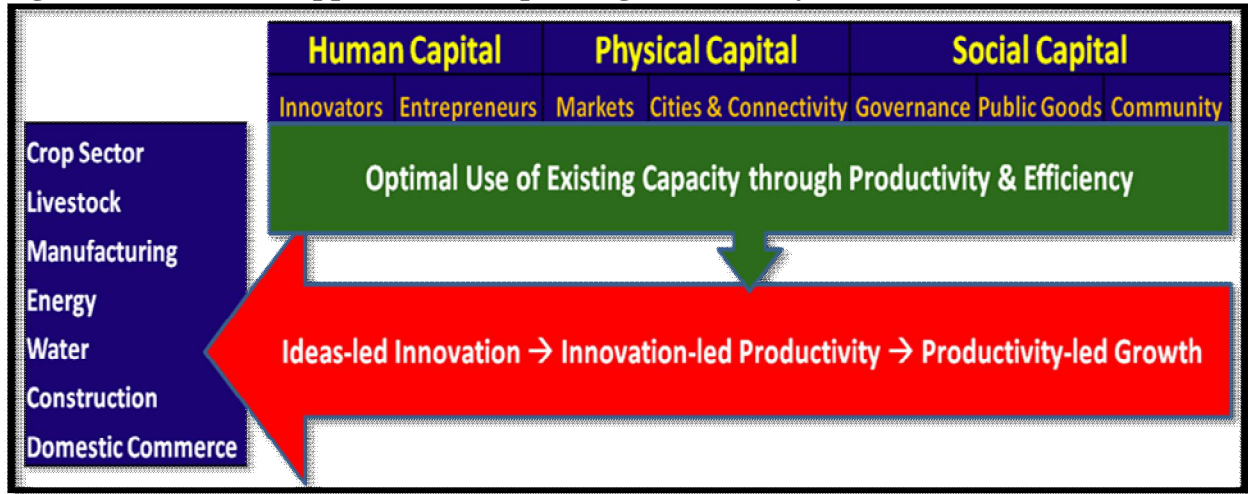 Human Capital Physical Capital Social Capital
Innovators Entrepreneurs Markets Cities & Connectivity Governance Public Goods Community
Crop Sector
Livestock
Manufacturing
Energy
Water
Construction
Domestic Commerce
Optimal Use of Existing Capacity through Productivity & Efficiency
Ideas-led Innovation → Innovation-led Productivity → Productivity-led Growth